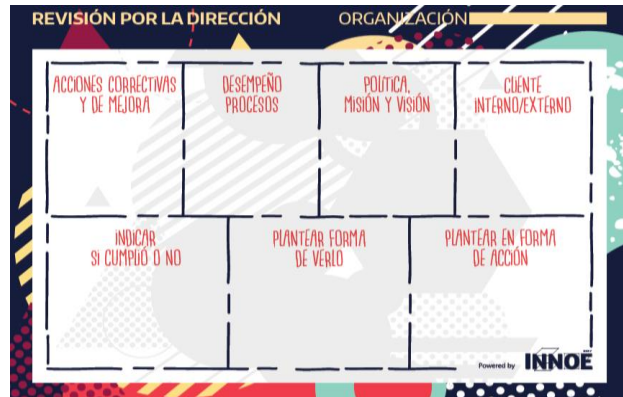 REVISIÓN POR LA DIRECCIÓN
ORGANIZACIÓN
ACCIONES CORRECTIVAS
Y DE MEJORA
DESEMPEÑO
PROCESOS
POLITICA,
MISIÓN Y VISIÓN
CLIENTE
INTERNO/EXTERNO
INDICAR
SI CUMPLIÓ O NO
PLANTEAR FORMA
DE VERLO
PLANTEAR EN FORMA
DE ACCIÓN
Powered by INNOË